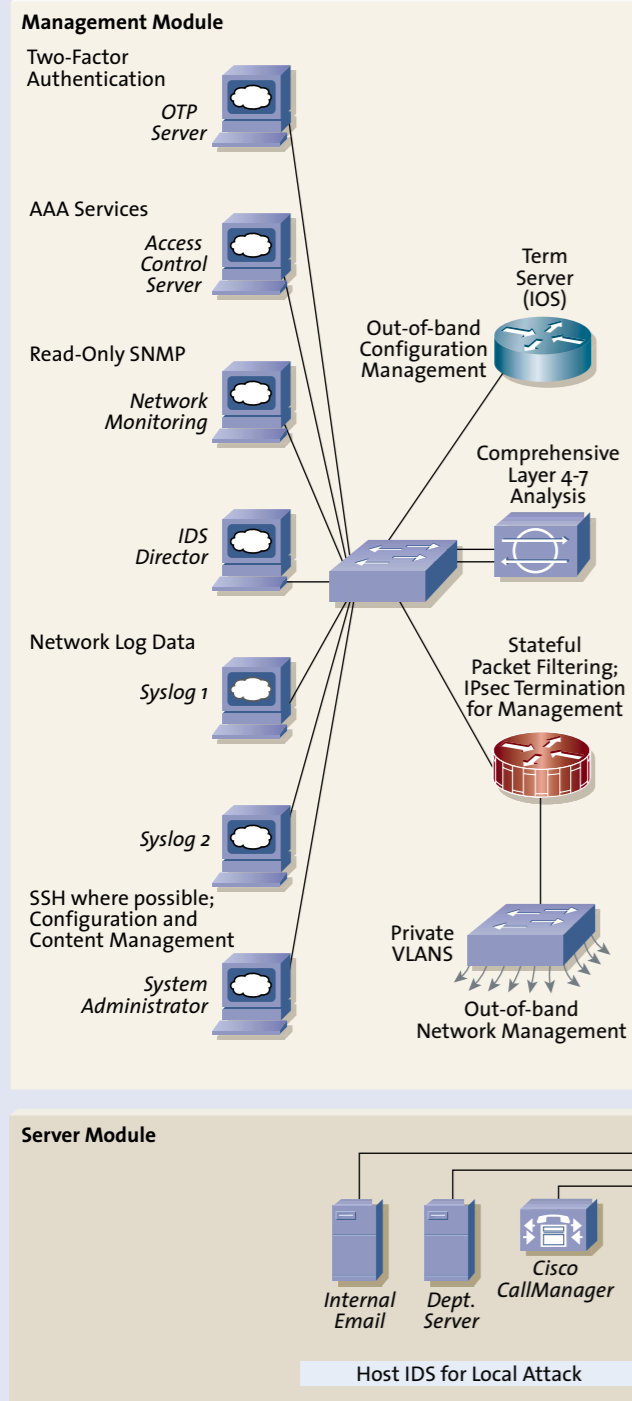 Management Module
Two-Factor
Authentication
OTP
Server
AAA Services
Access
Control
Server
Term
Server
(IOS)
Out-of-band
Configuration
Management
Read-Only SNMP
Network
Monitoring
Comprehensive
Layer 4-7
Analysis
IDS
Director
Network Log Data
Syslog 1
Stateful
Packet Filtering;
IPsec Termination
for Management
Syslog 2
SSH where possible;
Configuration and
Content Management
System
Administrator
Private
VLANS
Out-of-band
Network Management
Server Module
Internal
Email
Dept.
Server
Cisco
CallManager
Host IDS for Local Attack